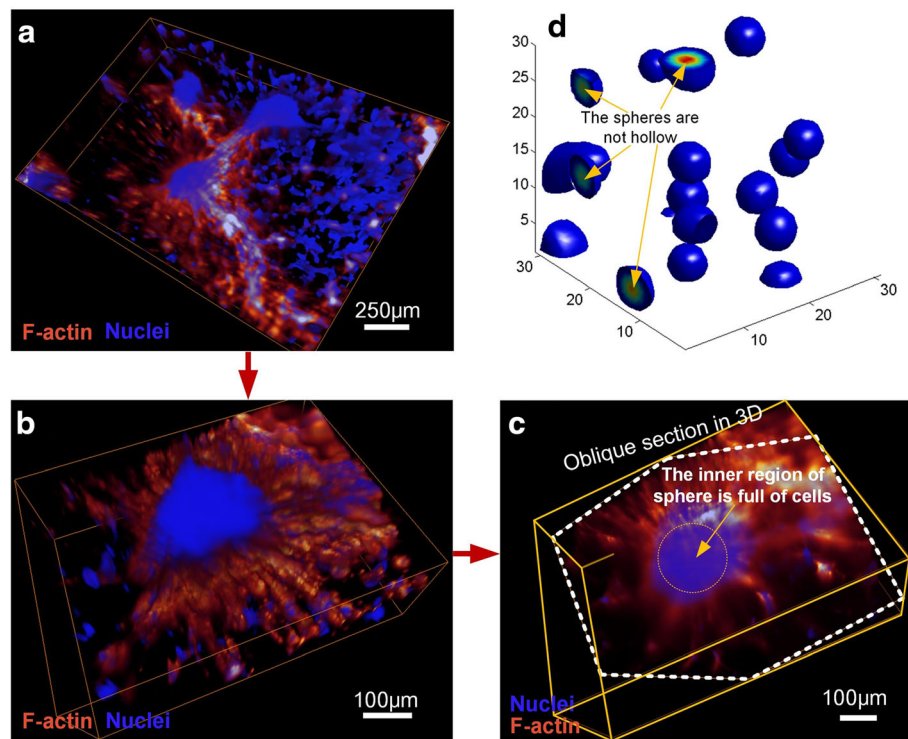 a
F-actin Nuclei
250μm
d
30
25
20
15
10
5
30
20
10
10
20
30
The spheres are
not hollow
b
F-actin Nuclei
100μm
c
Oblique section in 3D
The inner region of
sphere is full of cells
Nuclei
F-actin
100μm